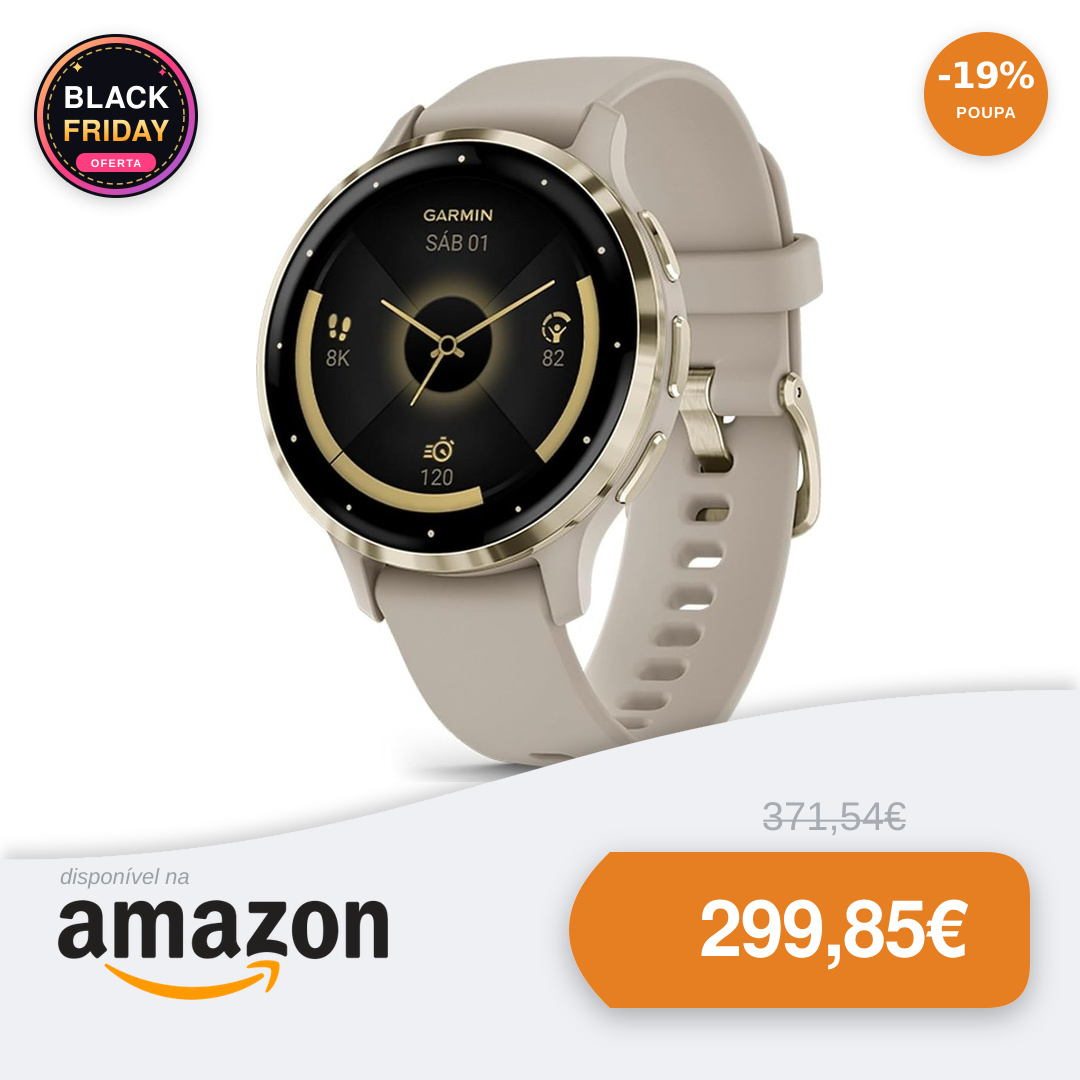 BLACK
FRIDAY
OFERTA
-19%
POUPA
GARMIN
SÁB 01
8K
82
120
371,54€
disponível na
amazon
299,85€